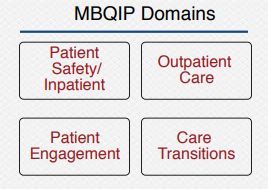 MBQIP Domains
Patient
Safety/
Inpatient
Outpatient
Care
Patient
Engagement
Care
Transitions